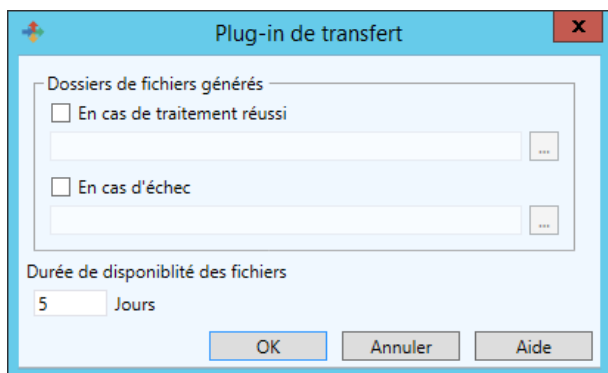 Plug-in de transfert
x
Dossiers de fichiers générés
En cas de traitement réussi
...
En cas d'échec
...
Durée de disponiblité des fichiers
5 Jours
OK Annuler Aide